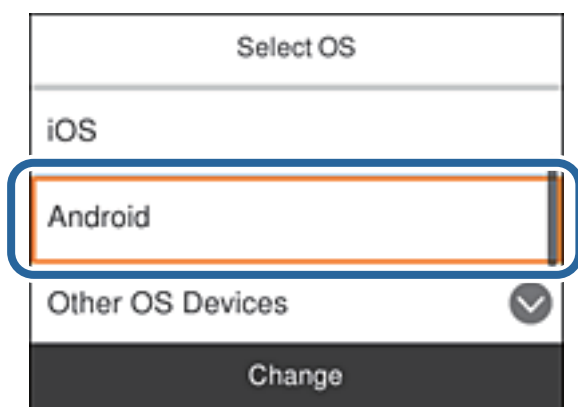 Select OS
iOS
Android
Other OS Devices
Change